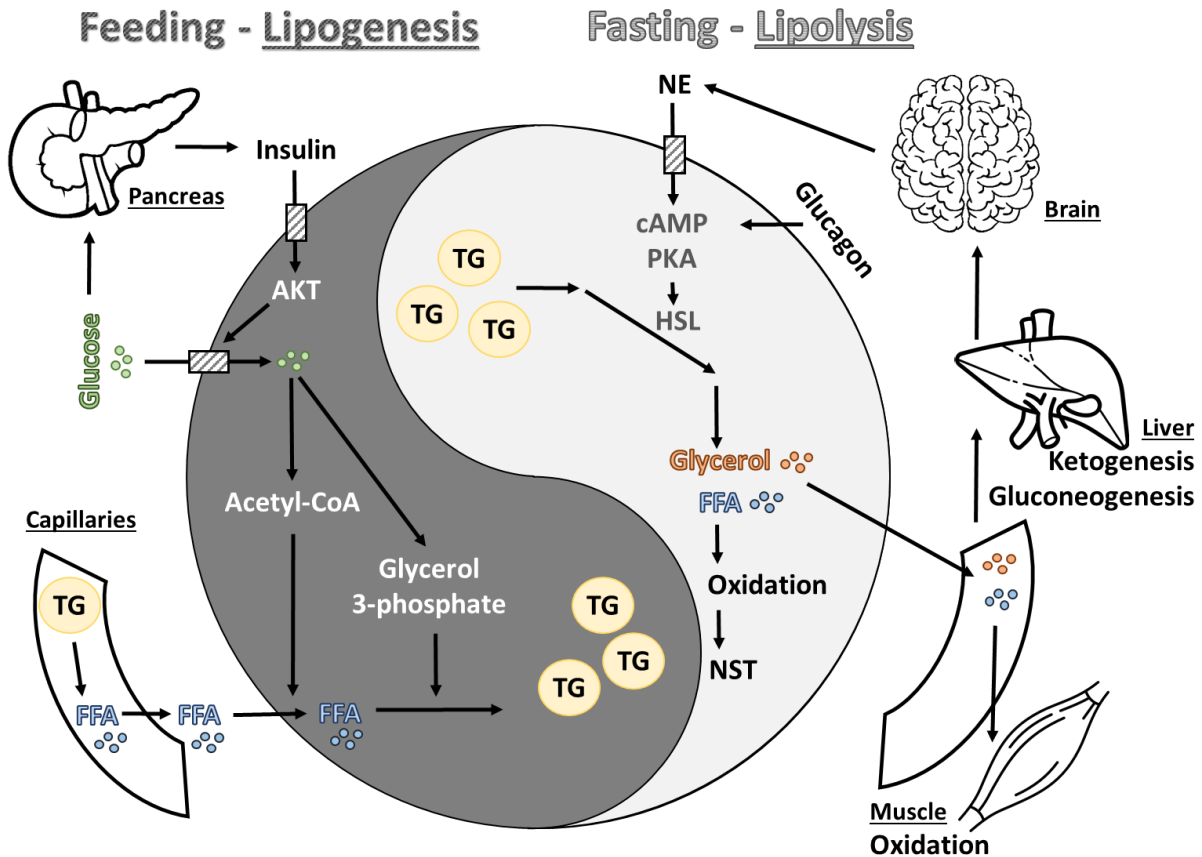 Feeding - Lipogenesis
Fasting - Lipolysis
Pancreas
Insulin
AKT
Glucose
Acetyl-CoA
Glycerol
3-phosphate
Capillaries
TG
FFA
FFA
FFA
TG
TG
TG
NE
cAMP
PKA
HSL
Glucagon
TG
TG
TG
Glycerol
FFA
Oxidation
NST
Brain
Liver
Ketogenesis
Gluconeogenesis
Muscle
Oxidation